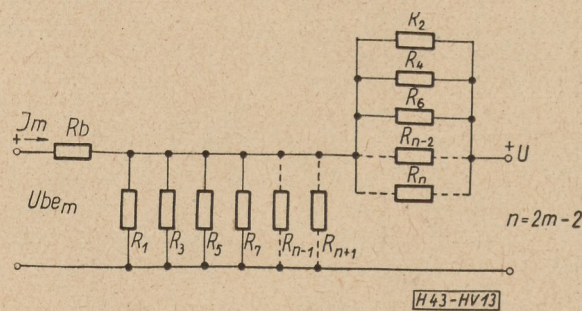 R2
R4
R6
Rn-2
Rn
+ U
Jm
+
Rb
Ubem
R1
R3
R5
R7
Rn-1
Rn+1
n=2m-2
H43-HV13